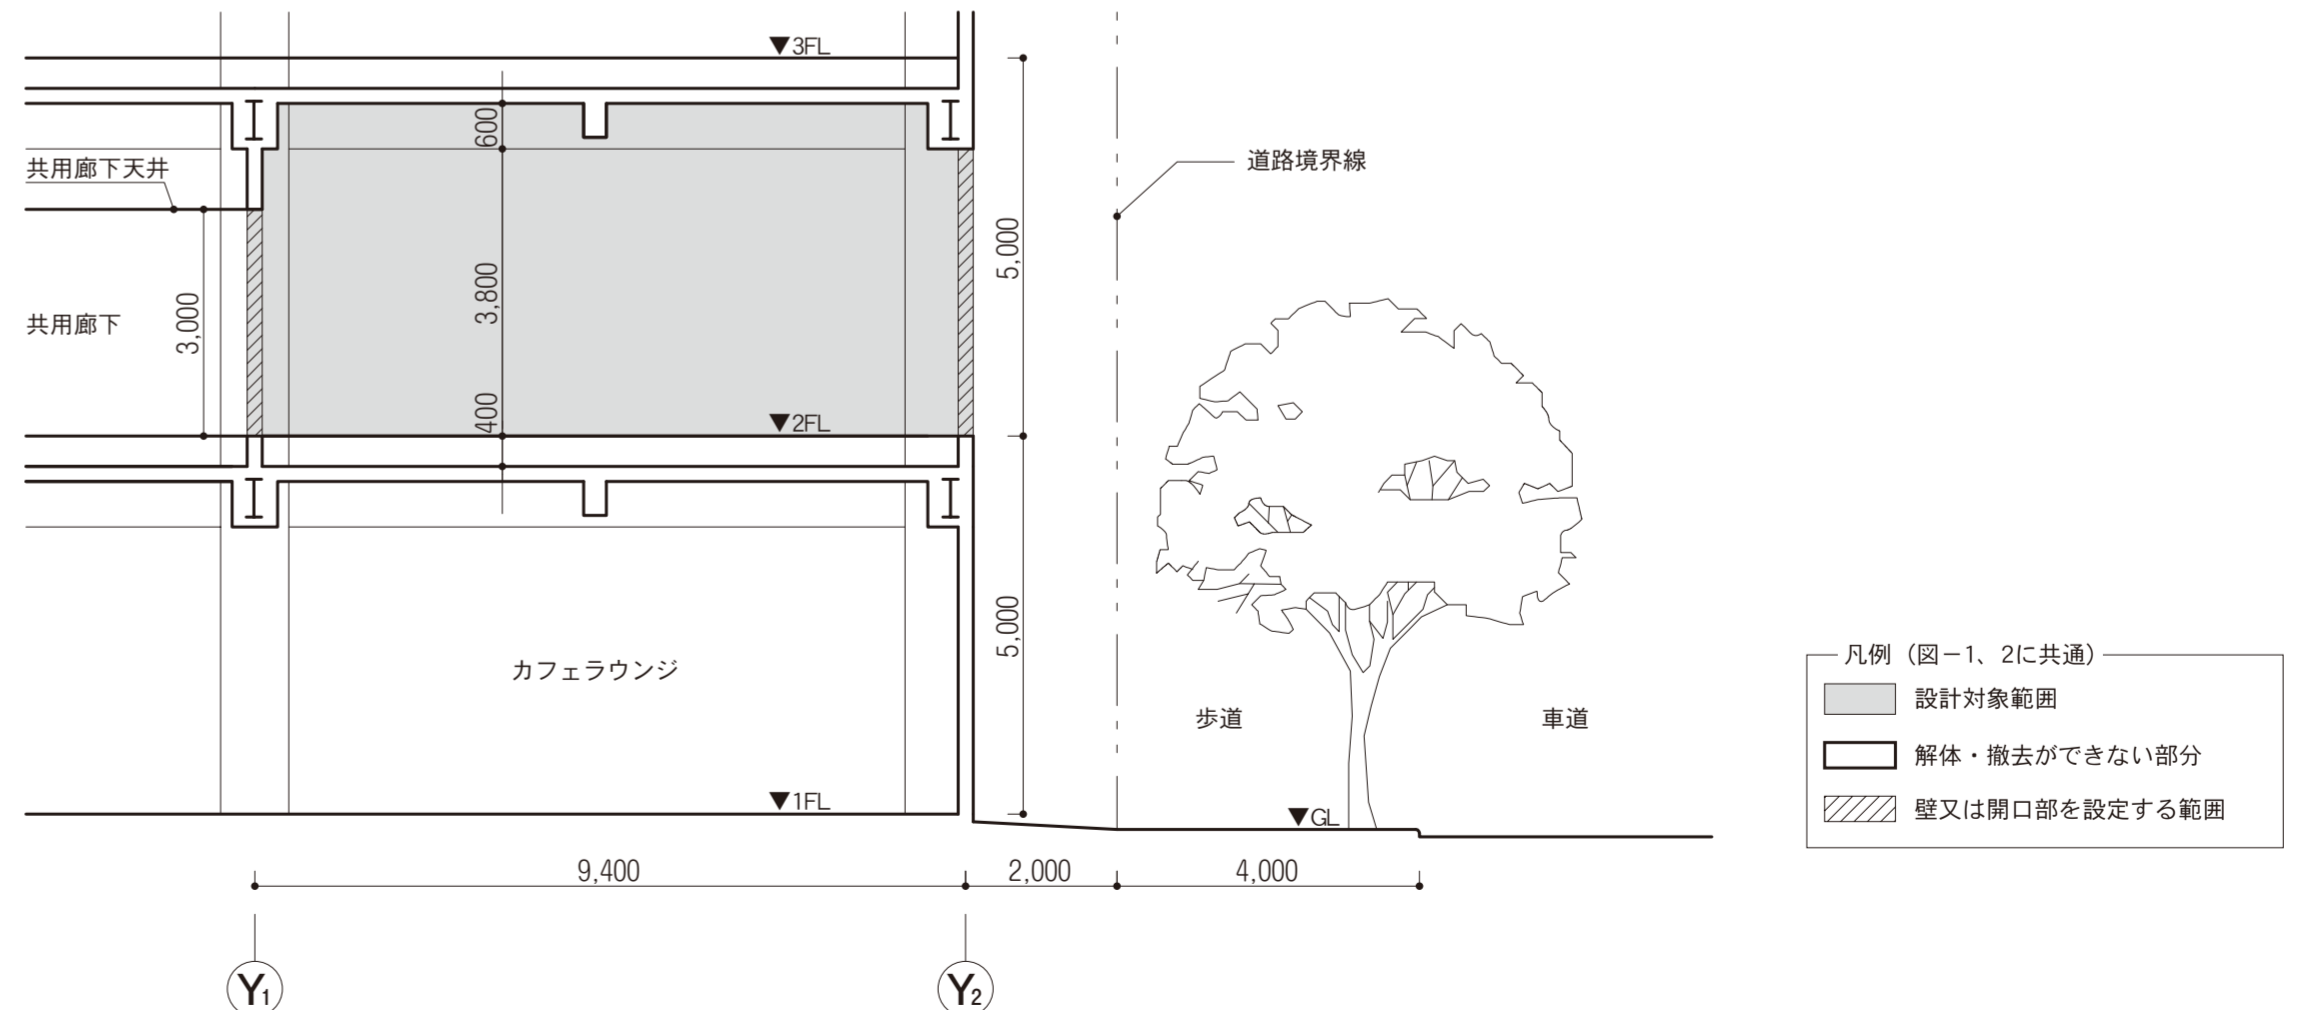 ▼3FL
600
共用廊下天井
道路境界線
5,000
3,800
3,000
共用廊下
400
▼2FL
5,000
カフェラウンジ
凡例（図－1、2に共通）
設計対象範囲
歩道
車道
解体・撤去ができない部分
▼1FL
▼GL
壁又は開口部を設定する範囲
9,400
2,000
4,000
Y1
Y2